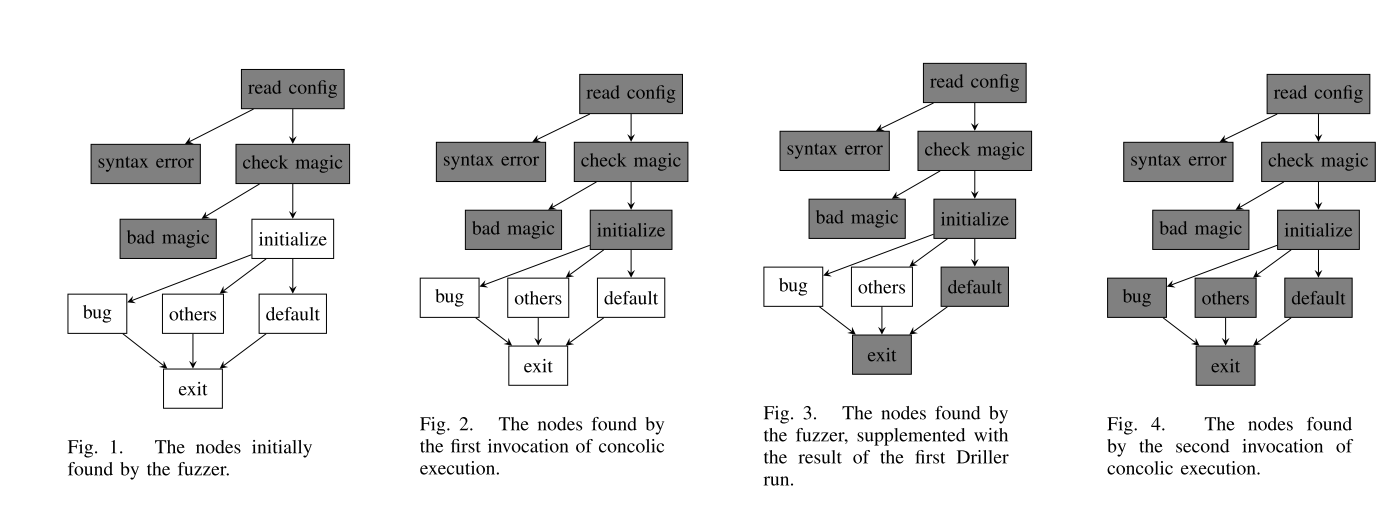 read config
syntax error
check magic
bad magic
initialize
bug
others
default
exit
Fig. 1. The nodes initially
found by the fuzzer.
read config
syntax error
check magic
bad magic
initialize
bug
others
default
exit
Fig. 2. The nodes found by
the first invocation of concolic
execution.
read config
syntax error
check magic
bad magic
initialize
bug
others
default
exit
Fig. 3. The nodes found by
the fuzzer, supplemented with
the result of the first Driller
run.
read config
syntax error
check magic
bad magic
initialize
bug
others
default
exit
Fig. 4. The nodes found
by the second invocation of
concolic execution.